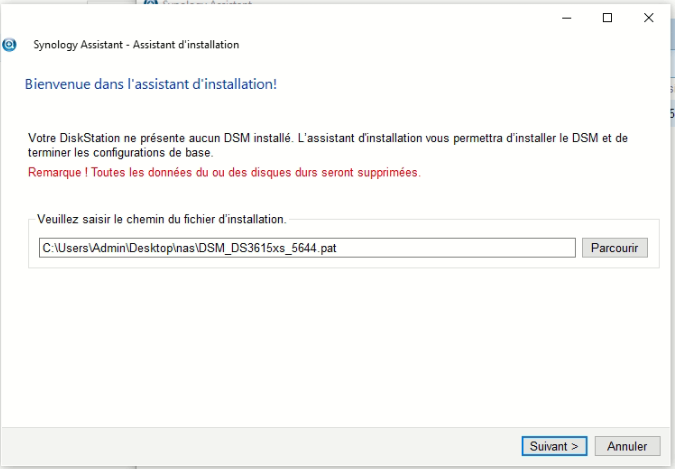 Synology Assistant
Synology Assistant - Assistant d'installation
Bienvenue dans l'assistant d'installation!
Votre DiskStation ne présente aucun DSM installé. L'assistant d'installation vous permettra d'installer le DSM et de
terminer les configurations de base.
Remarque ! Toutes les données du ou des disques durs seront supprimées.
Veuillez saisir le chemin du fichier d'installation.
C:\Users\Admin\Desktop\nas\DSM_DS3615xs_5644.pat
Parcourir
Suivant >
Annuler